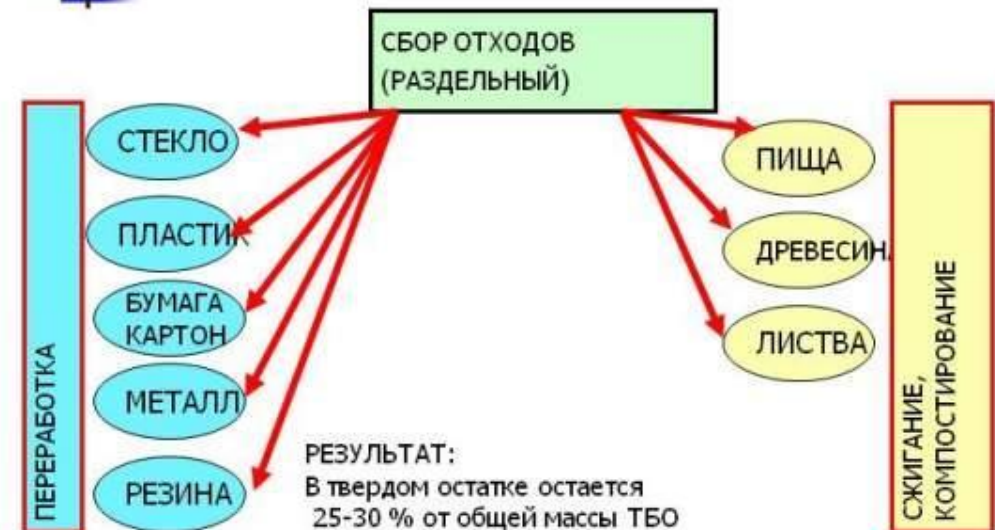 СБОР ОТХОДОВ
(РАЗДЕЛЬНЫЙ)
ПЕРЕРАБОТКА
СТЕКЛО
ПЛАСТИК
БУМАГА
КАРТОН
МЕТАЛЛ
РЕЗИНА
ПИЩА
ДРЕВЕСИНА
ЛИСТВА
СЖИГАНИЕ,
КОМПОСТИРОВАНИЕ
РЕЗУЛЬТАТ:
В твердом остатке остается
25-30 % от общей массы ТБО